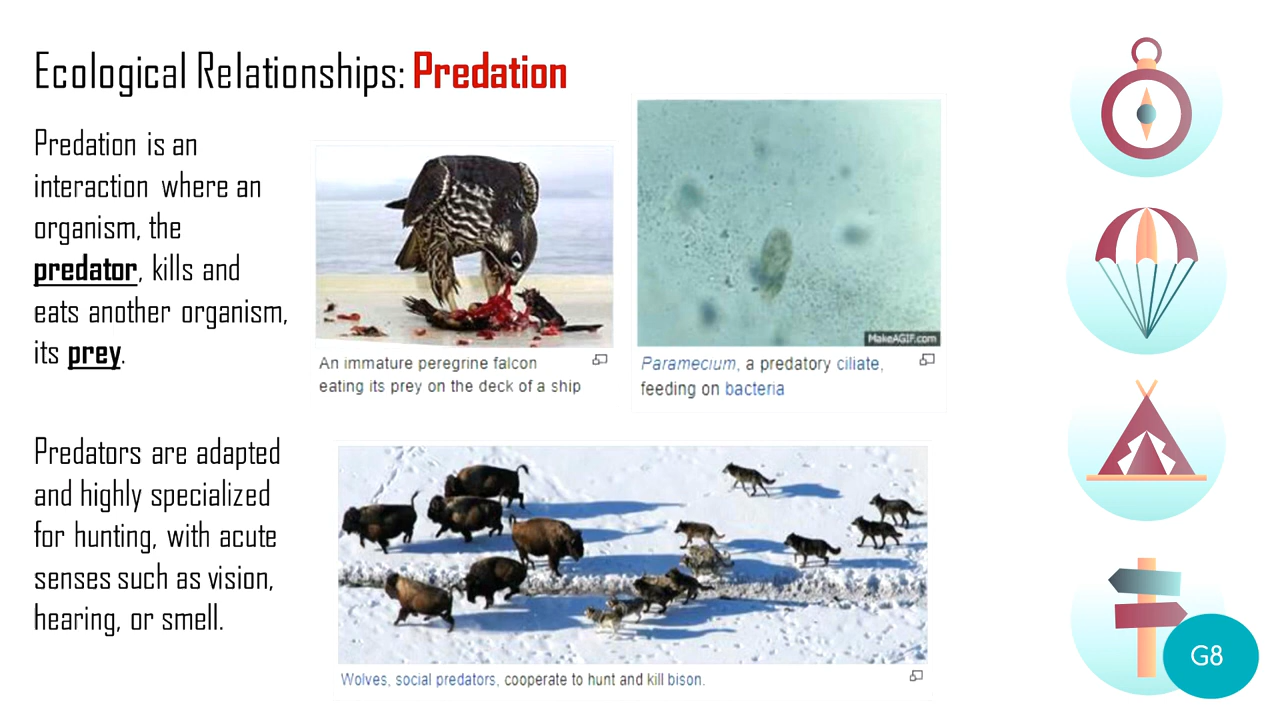 Ecological Relationships: Predation
Predation is an
interaction where an
organism, the
predator, kills and
eats another organism,
its prey.
Predators are adapted
and highly specialized
for hunting, with acute
senses such as vision,
hearing, or smell.
An immature peregrine falcon
eating its prey on the deck of a ship
MakeAGIF.com
Paramecium, a predatory ciliate,
feeding on bacteria
Wolves, social predators, cooperate to hunt and kill bison.
G8